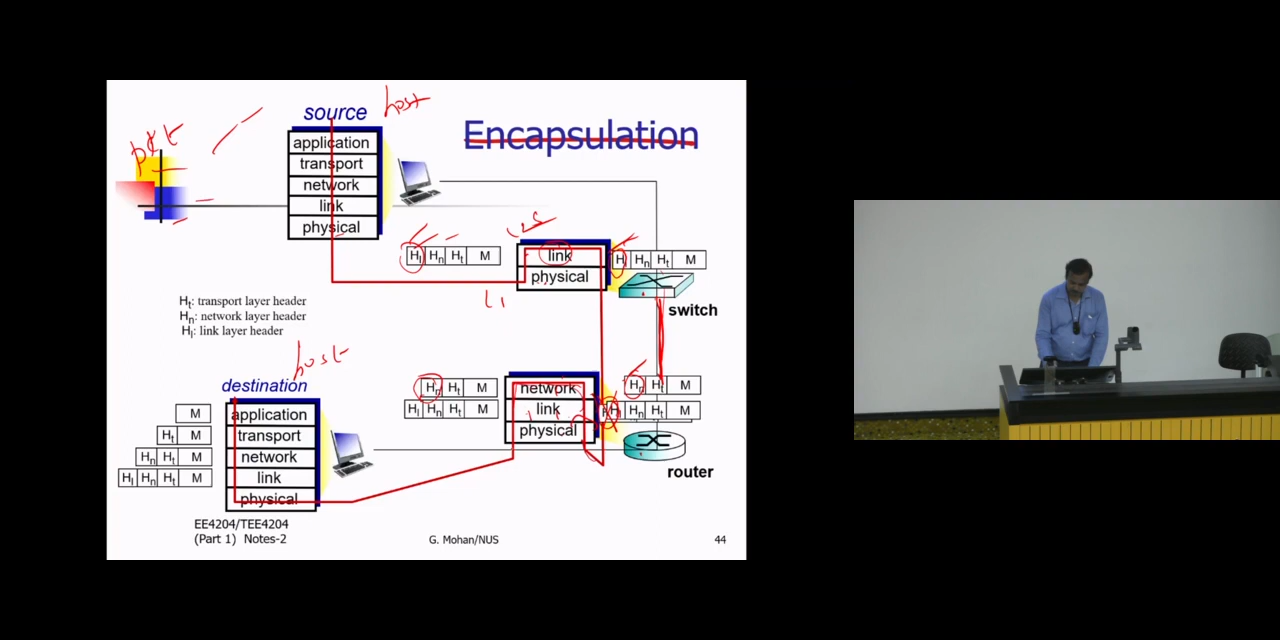 source
host
Encapsulation
pkt
application
transport
network
link
physical
Hl Hn Ht M
link
physical
Hl Hn Ht M
switch
Ht: transport layer header
Hn: network layer header
Hl: link layer header
host
destination
M
Ht M
Hn Ht M
Hl Hn Ht M
application
transport
network
link
physical
Hn Ht M
Hl Hn Ht M
network
link
physical
Hn Ht M
Hn Ht M
router
EE4204/TEE4204
(Part 1) Notes-2
G. Mohan/NUS
44